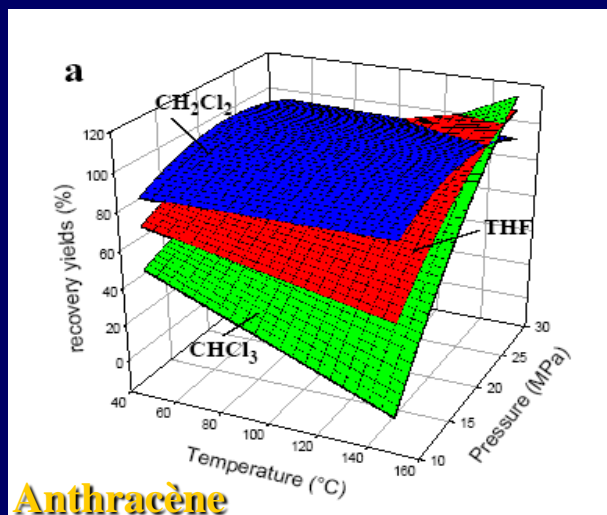 a
CH2Cl2
THF
CHCl3
recovery yields (%)
120
100
80
60
40
20
0
Temperature (°C)
40
60
80
100
120
140
160
Pressure (MPa)
10
15
20
25
30
Anthracène